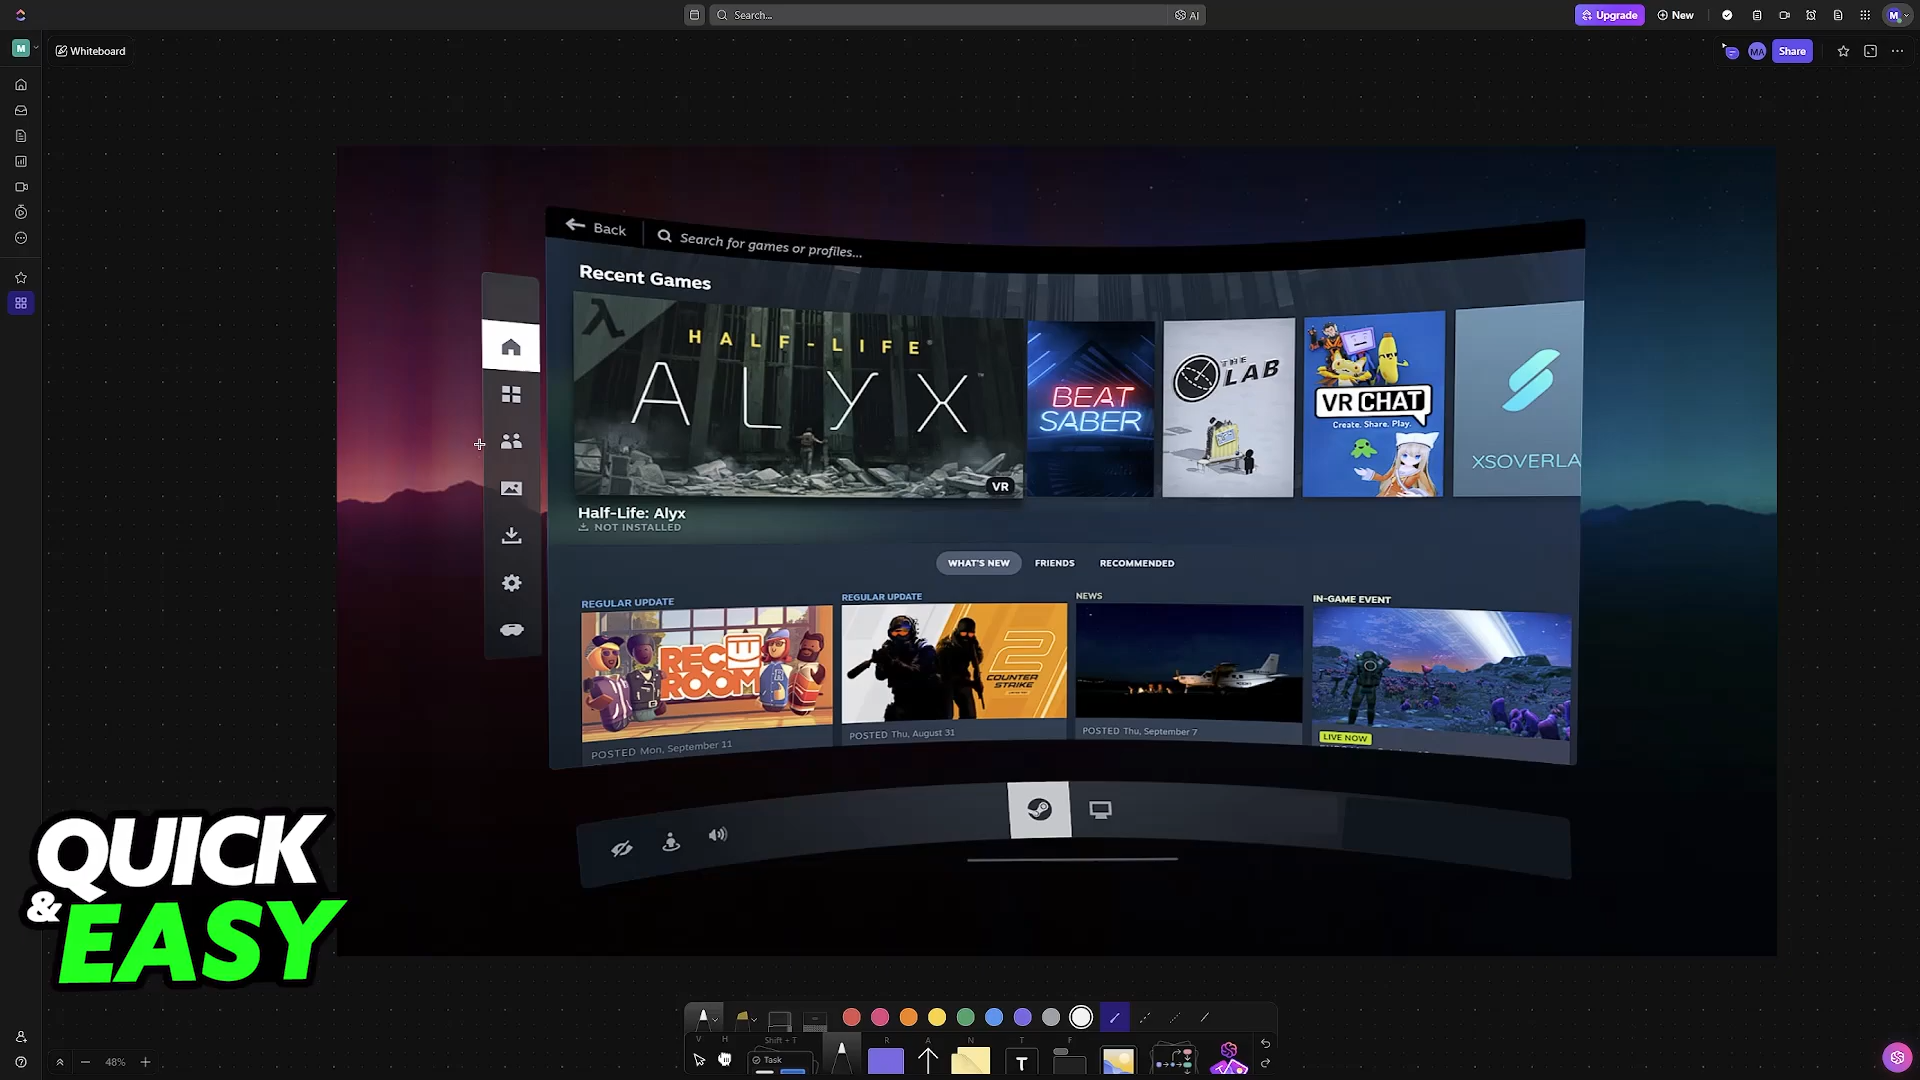 Search...
AI
Upgrade
New
M
M
Whiteboard
MA
Share
Back
Search for games or profiles...
Recent Games
HALF-LIFE
ALYX
VR
BEAT SABER
THE LAB
VR CHAT
Create. Share. Play.
XSOVERLA
Half-Life: Alyx
NOT INSTALLED
WHAT'S NEW
FRIENDS
RECOMMENDED
REGULAR UPDATE
REC ROOM
POSTED Mon, September 11
REGULAR UPDATE
2
COUNTER STRIKE
POSTED Thu, August 31
NEWS
POSTED Thu, September 7
IN-GAME EVENT
LIVE NOW
QUICK
& EASY
V
H
Shift + T
R
A
N
T
F
Task
T
48%